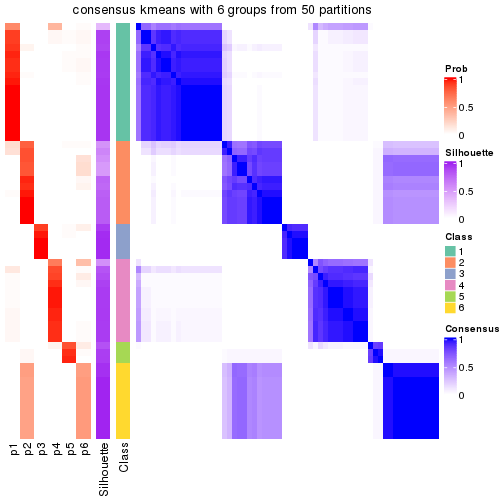 consensus kmeans with 6 groups from 50 partitions
Prob
1
0.5
0
Silhouette
1
0.5
0
Class
1
2
3
4
5
6
Consensus
1
0.5
0
p1
p2
p3
p4
p5
p6
Silhouette
Class